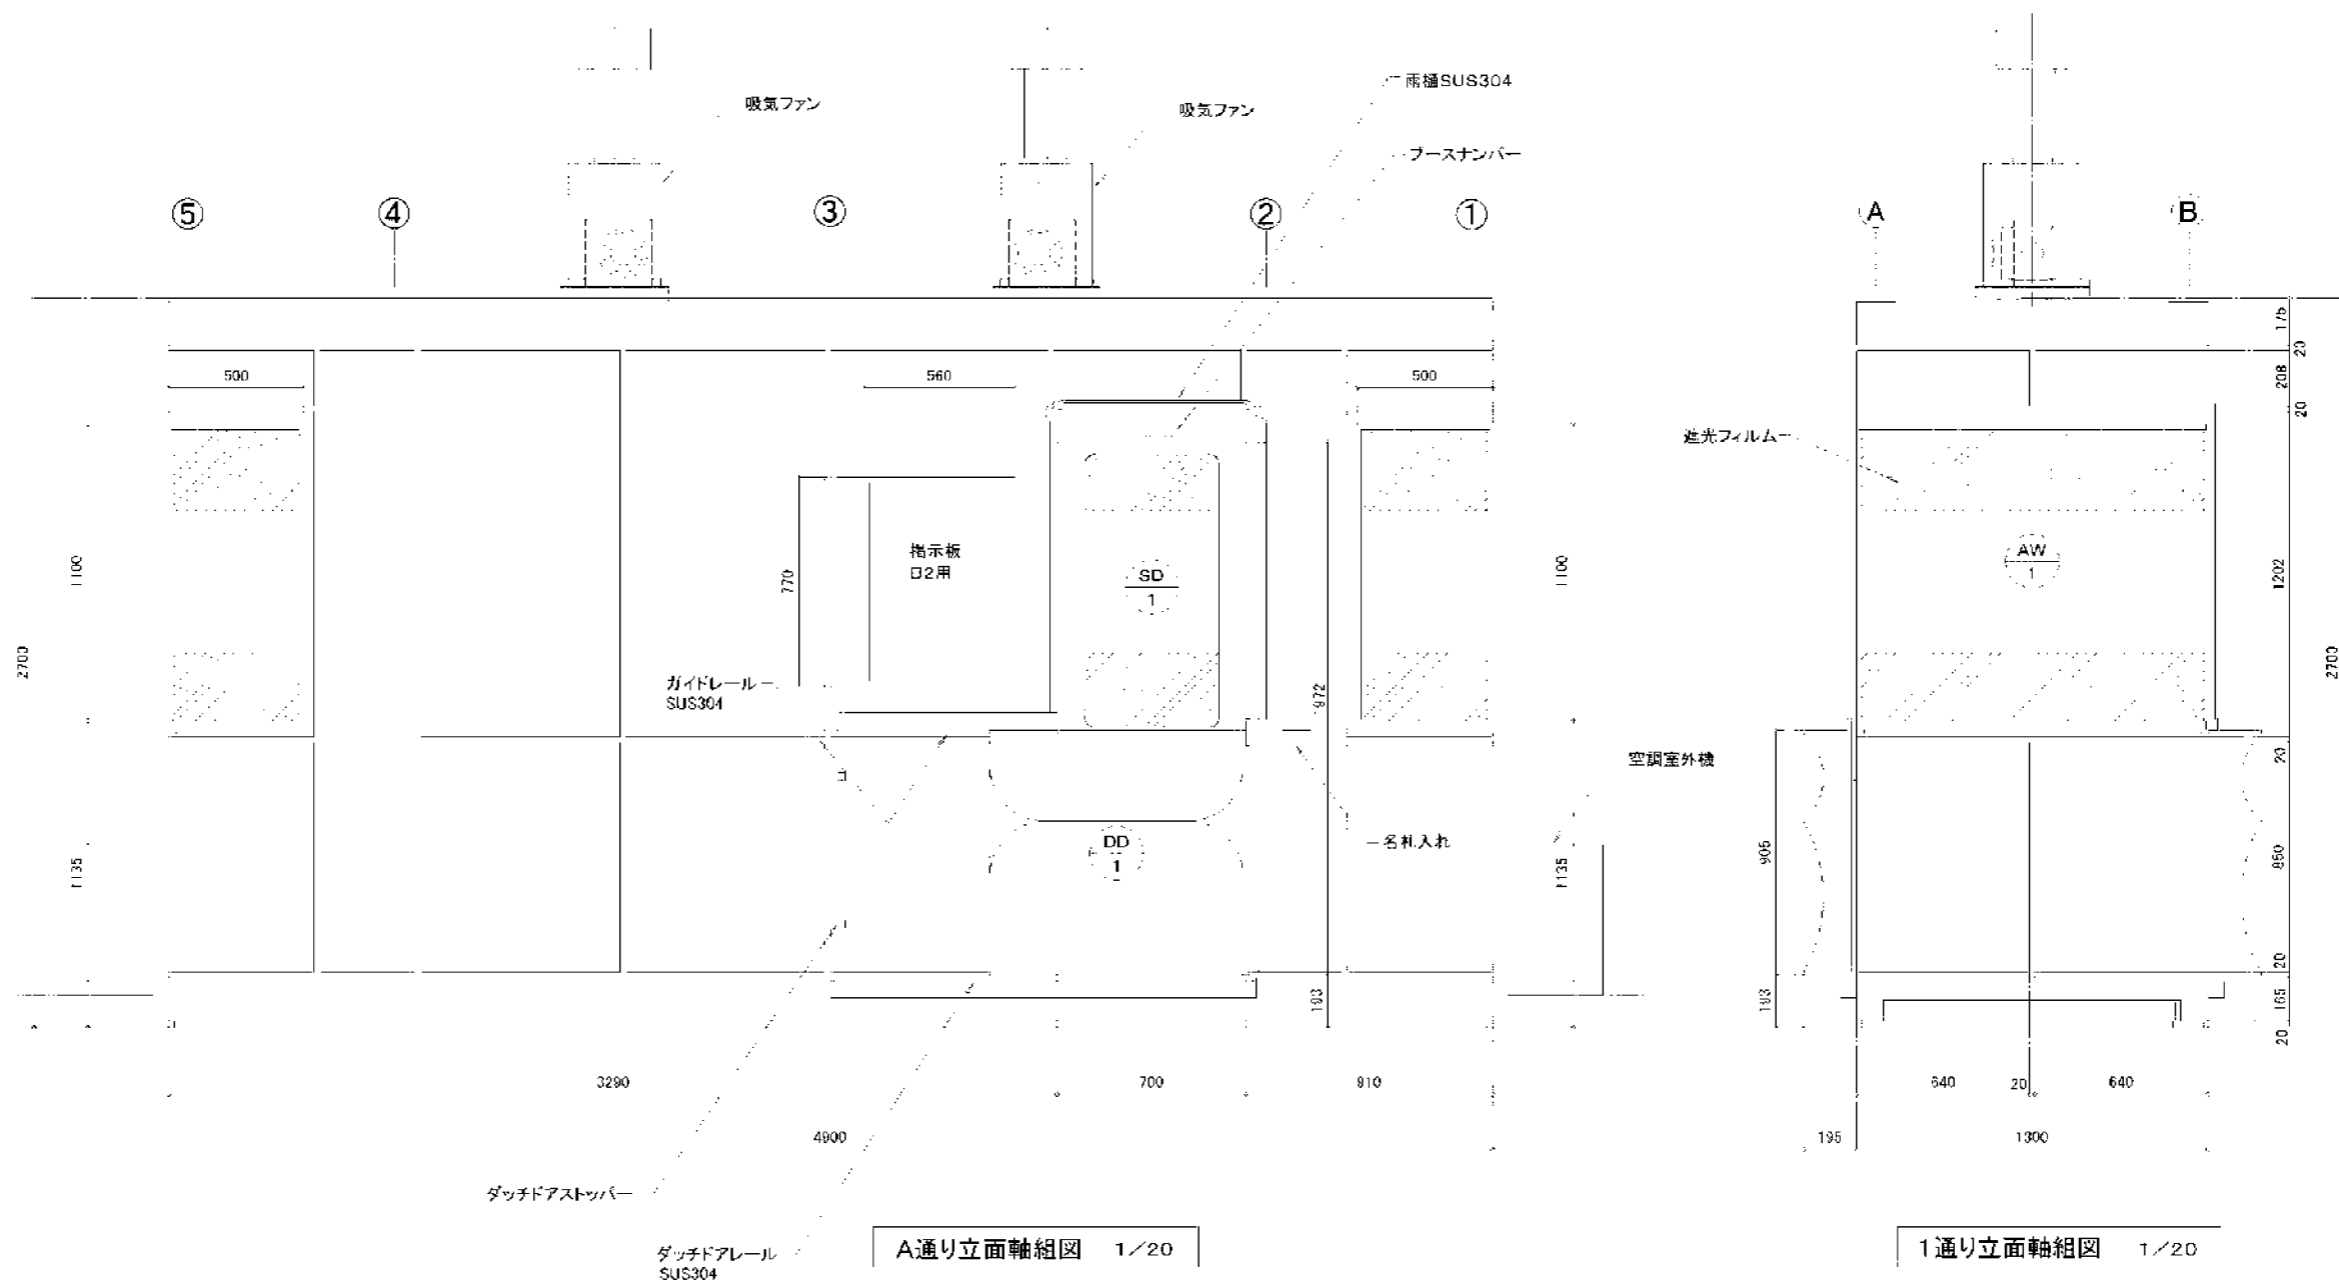 雨樋SUS304
吸気ファン
吸気ファン
ブースナンバー
⑤
④
③
②
①
A
B
175
20
500
560
500
208
20
遮光フィルム
1100
770
掲示板
B2用
SD
1
1100
AW
1
1202
2700
ガイドレール
SUS304
972
2700
空調室外機
20
1135
DD
1
名札入れ
1135
905
850
193
193
20
165
20
3290
700
910
640
20
640
4900
195
1300
ダッチドアストッパー
ダッチドアレール
SUS304
A通り立面軸組図 1/20
1通り立面軸組図 1/20